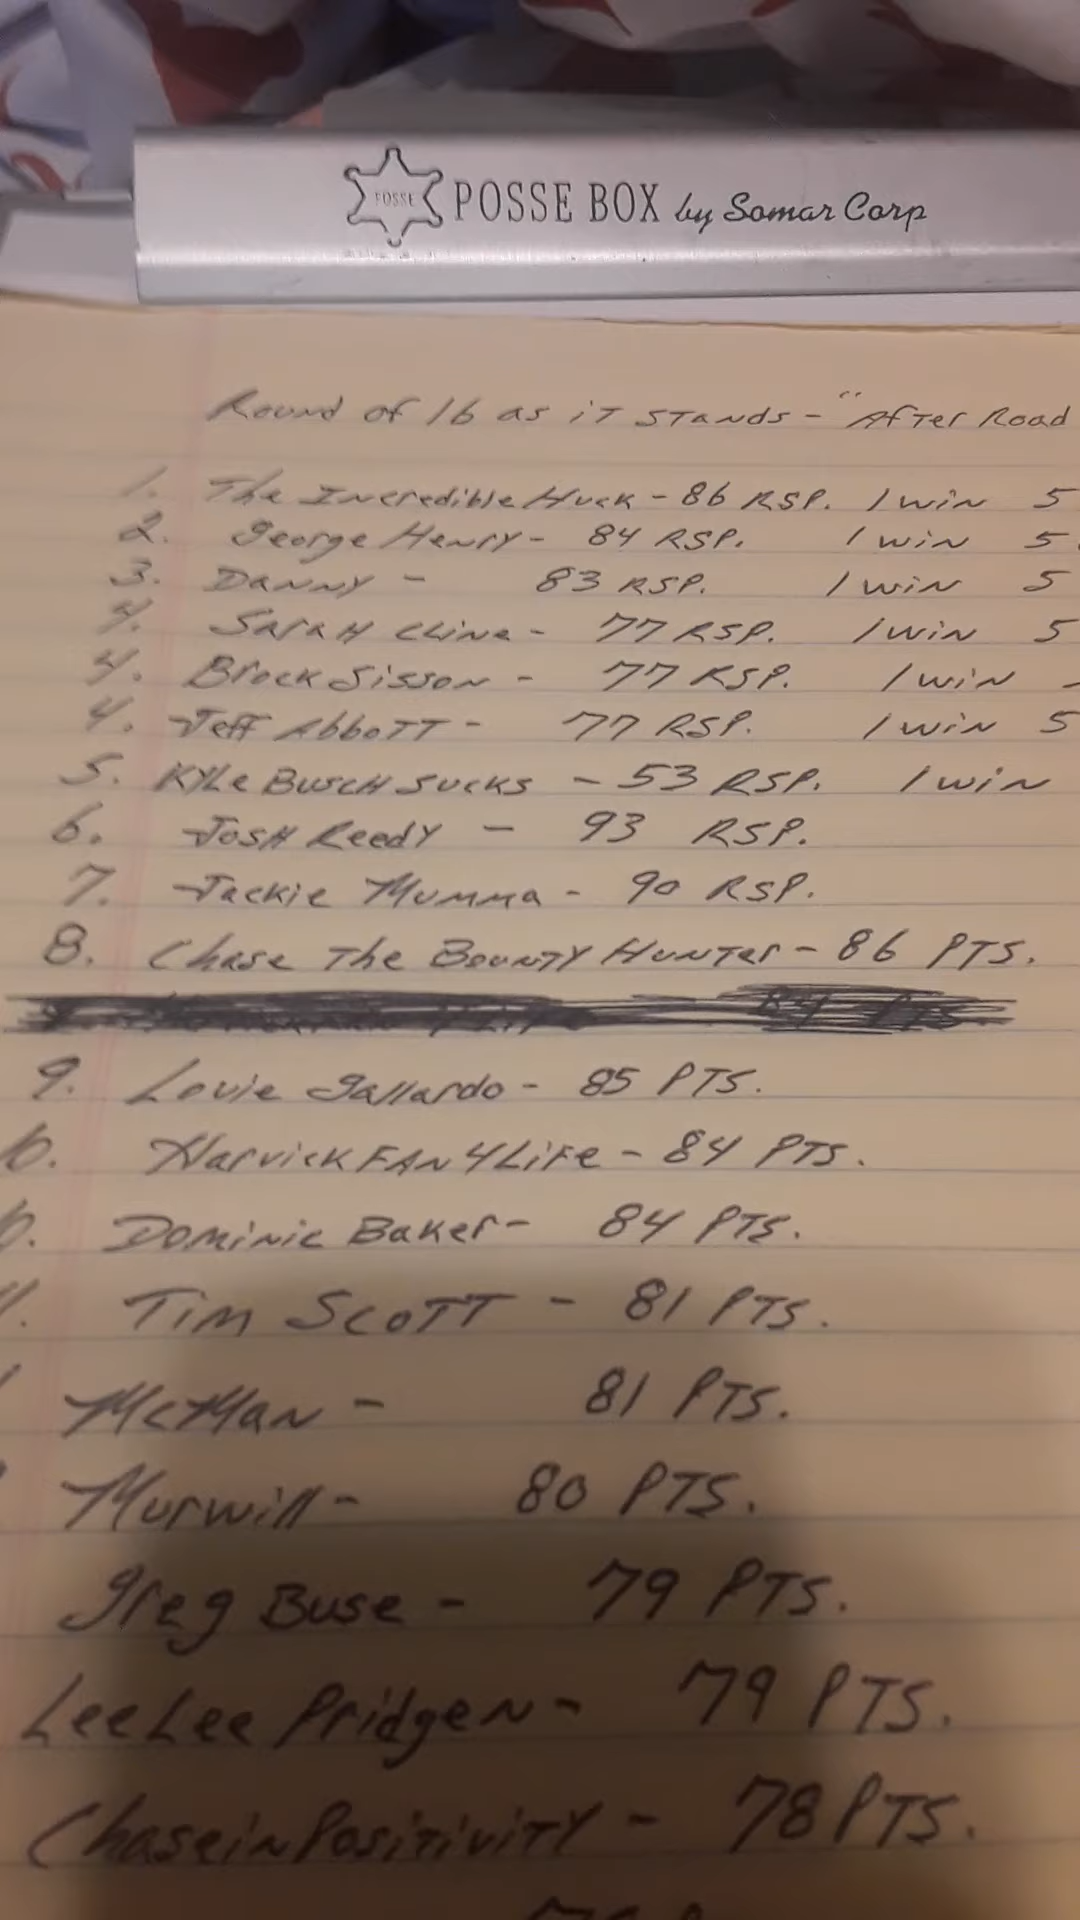 POSSE POSSE BOX by Somar Corp
Round of 16 as it stands - "After Road
1. The Incredible Huck - 86 RSP. 1 win 5
2. George Henry - 84 RSP. 1 win 5
3. Danny - 83 RSP. 1 win 5
4. Sarah Cline - 77 RSP. 1 win 5
4. Brock Sisson - 77 RSP. 1 win
4. Jeff Abbott - 77 RSP. 1 win 5
5. Kyle Busch Sucks - 53 RSP. 1 win
6. Josh Reedy - 93 RSP.
7. Jackie Mumma - 90 RSP.
8. Chase The Bounty Hunter - 86 PTS.
9. Louie Gallardo - 85 PTS.
0. HarvickFAN4Life - 84 PTS.
0. Dominic Baker - 84 PTS.
1. Tim Scott - 81 PTS.
McMan - 81 PTS.
Murwill - 80 PTS.
Greg Buse - 79 PTS.
LeeLee Pridgen - 79 PTS.
ChaseinPositivity - 78 PTS.